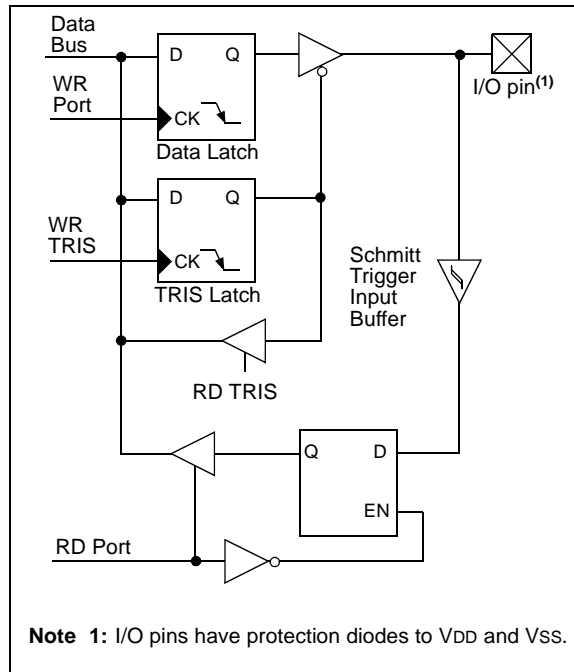 Data
Bus
D Q
I/O pin(1)
WR
Port
CK
Data Latch
D Q
WR
TRIS
CK
TRIS Latch
Schmitt
Trigger
Input
Buffer
RD TRIS
Q D
EN
RD Port
Note 1: I/O pins have protection diodes to VDD and VSS.